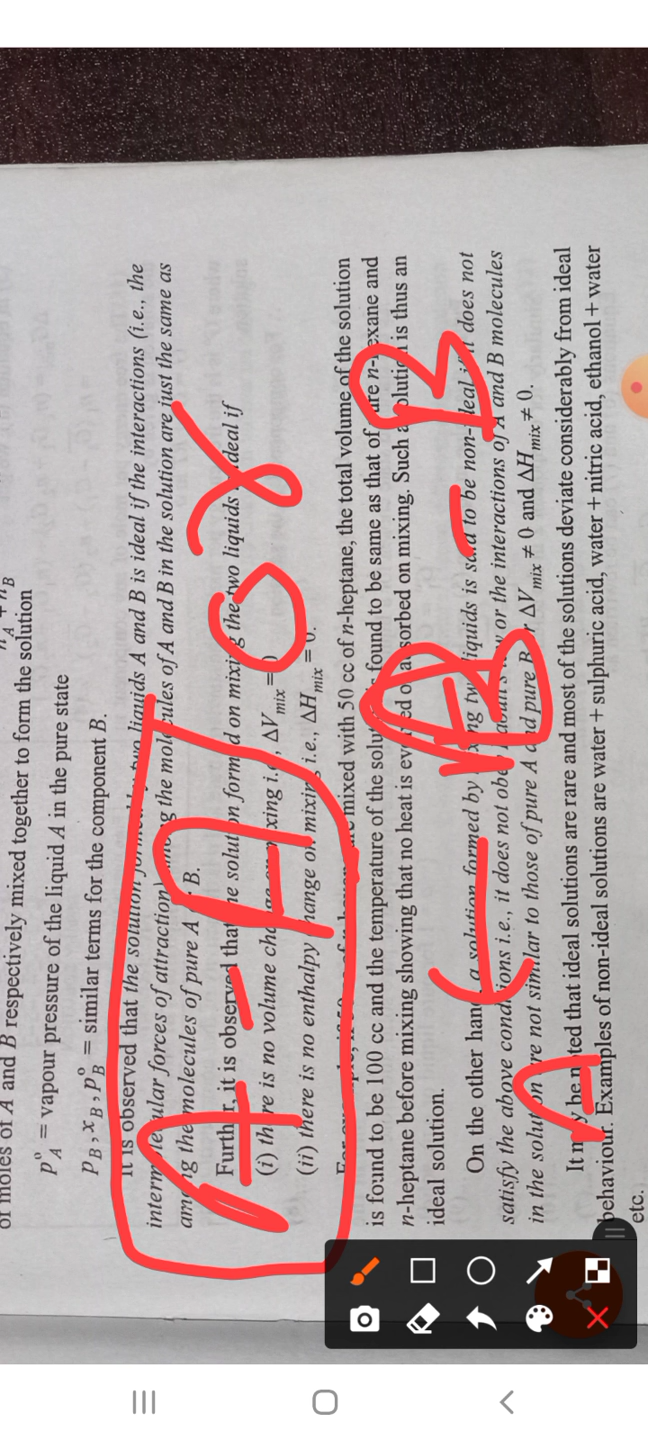 of moles of A and B respectively mixed together to form the solution
p°A = vapour pressure of the liquid A in the pure state
pB, xB, p°B = similar terms for the component B.
It is observed that the solution two liquids A and B is ideal if the interactions (i.e., the
intermolecular forces of attraction) the molecules of A and B in the solution are just the same as
among the molecules of pure A B.
Further, it is observed that the solution formed on mixing the two liquids ideal if
(i) there is no volume change mixing i.e., ΔVmix = 0
(ii) there is no enthalpy change on mixing i.e., ΔHmix = 0.
mixed with 50 cc of n-heptane, the total volume of the solution
is found to be 100 cc and the temperature of the solution found to be same as that of pure n-hexane and
n-heptane before mixing showing that no heat is evolved or absorbed on mixing. Such a solution is thus an
ideal solution.
On the other hand a solution formed by mixing two liquids is said to be non-ideal it does not
satisfy the above conditions i.e., it does not obey or the interactions of A and B molecules
in the solution are not similar to those of pure A and pure B ΔVmix ≠ 0 and ΔHmix ≠ 0.
It may be noted that ideal solutions are rare and most of the solutions deviate considerably from ideal
behaviour. Examples of non-ideal solutions are water + sulphuric acid, water + nitric acid, ethanol + water
etc.
A - A or
B - B
A